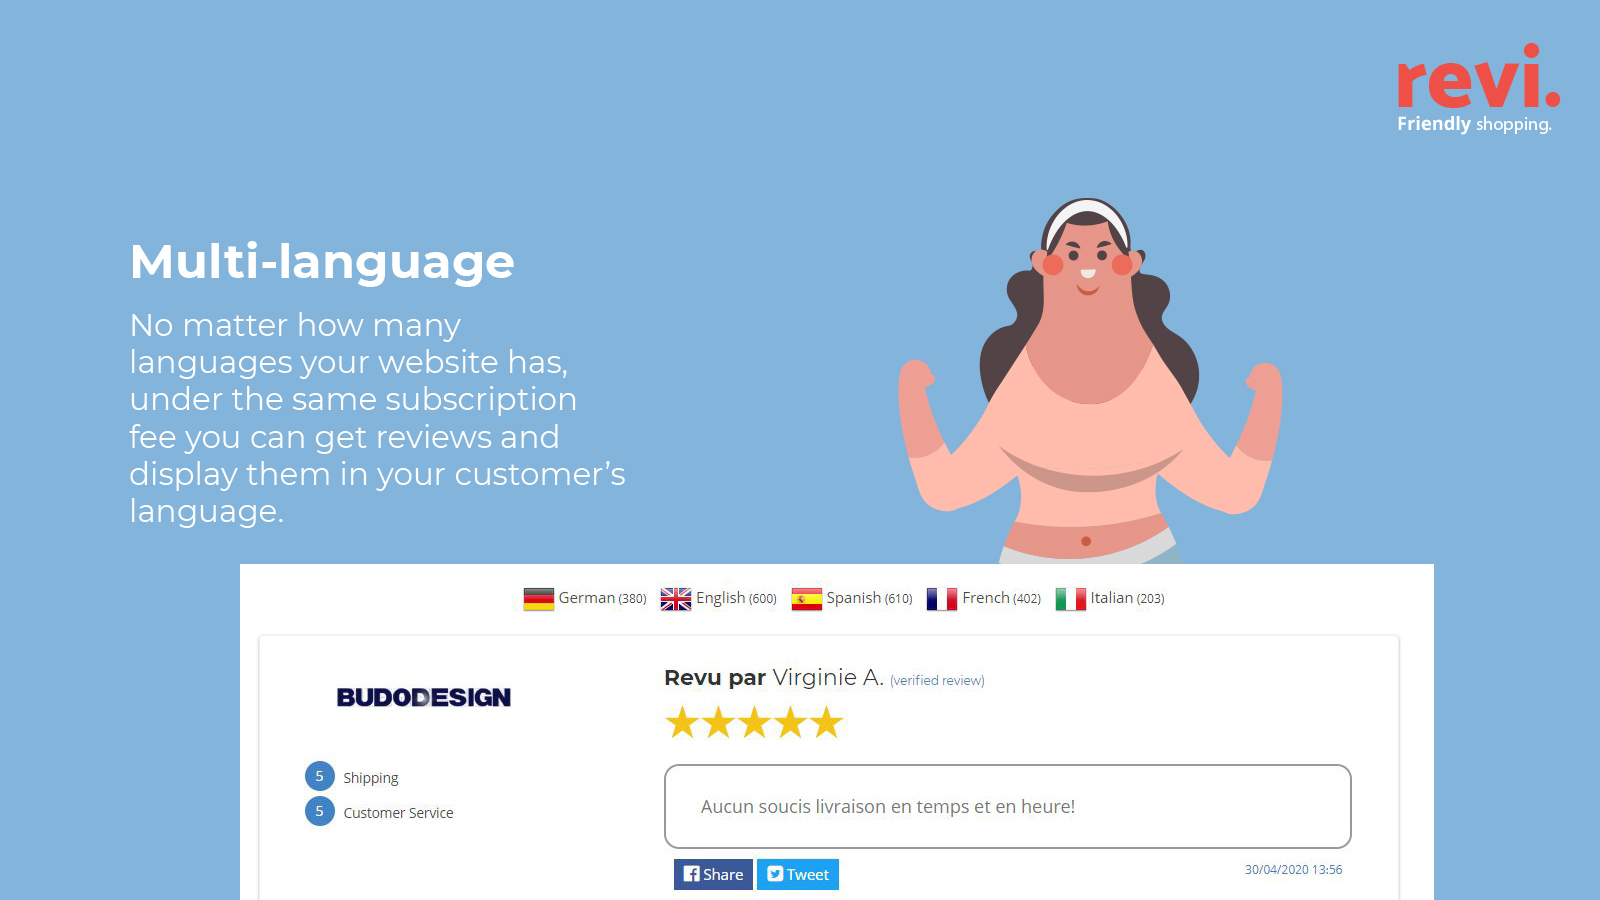 revi.
Friendly shopping.
Multi-language
No matter how many
languages your website has,
under the same subscription
fee you can get reviews and
display them in your customer’s
language.
German (380) English (600) Spanish (610) French (402) Italian (203)
BUDODESIGN
Revu par Virginie A. (verified review)
5 Shipping
5 Customer Service
Aucun soucis livraison en temps et en heure!
Share Tweet
30/04/2020 13:56